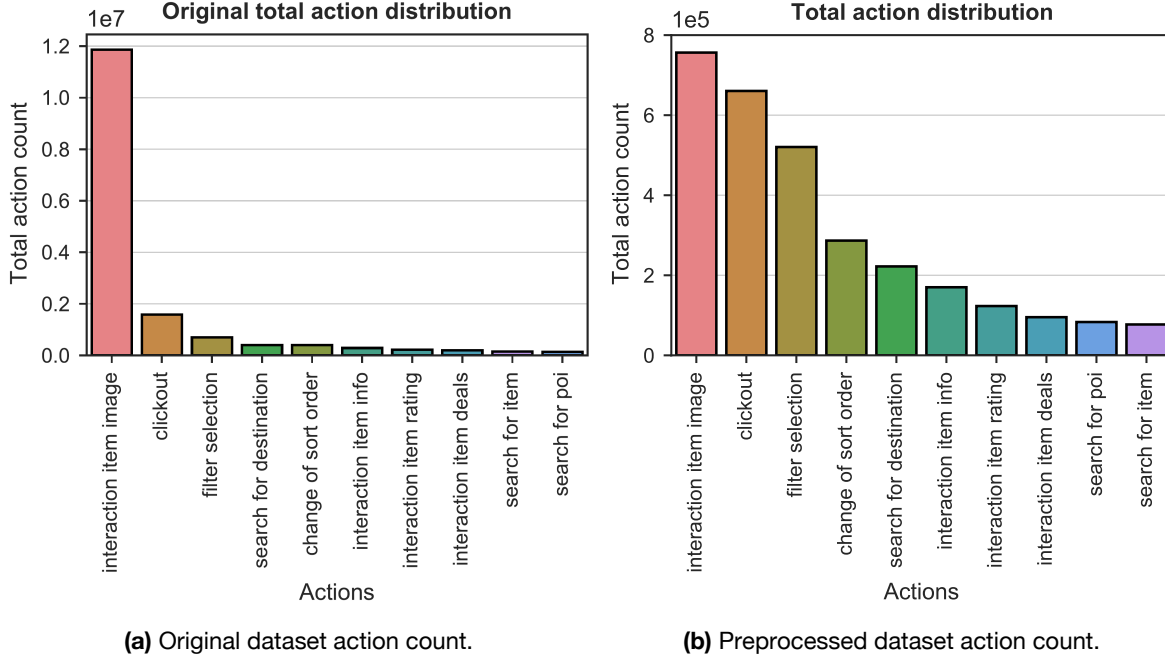 Original total action distribution
1e7
1.2
1.0
0.8
0.6
0.4
0.2
0.0
Total action count
interaction item image
clickout
filter selection
search for destination
change of sort order
interaction item info
interaction item rating
interaction item deals
search for item
search for poi
Actions
(a) Original dataset action count.
Total action distribution
1e5
8
6
4
2
0
Total action count
interaction item image
clickout
filter selection
change of sort order
search for destination
interaction item info
interaction item rating
interaction item deals
search for poi
search for item
Actions
(b) Preprocessed dataset action count.